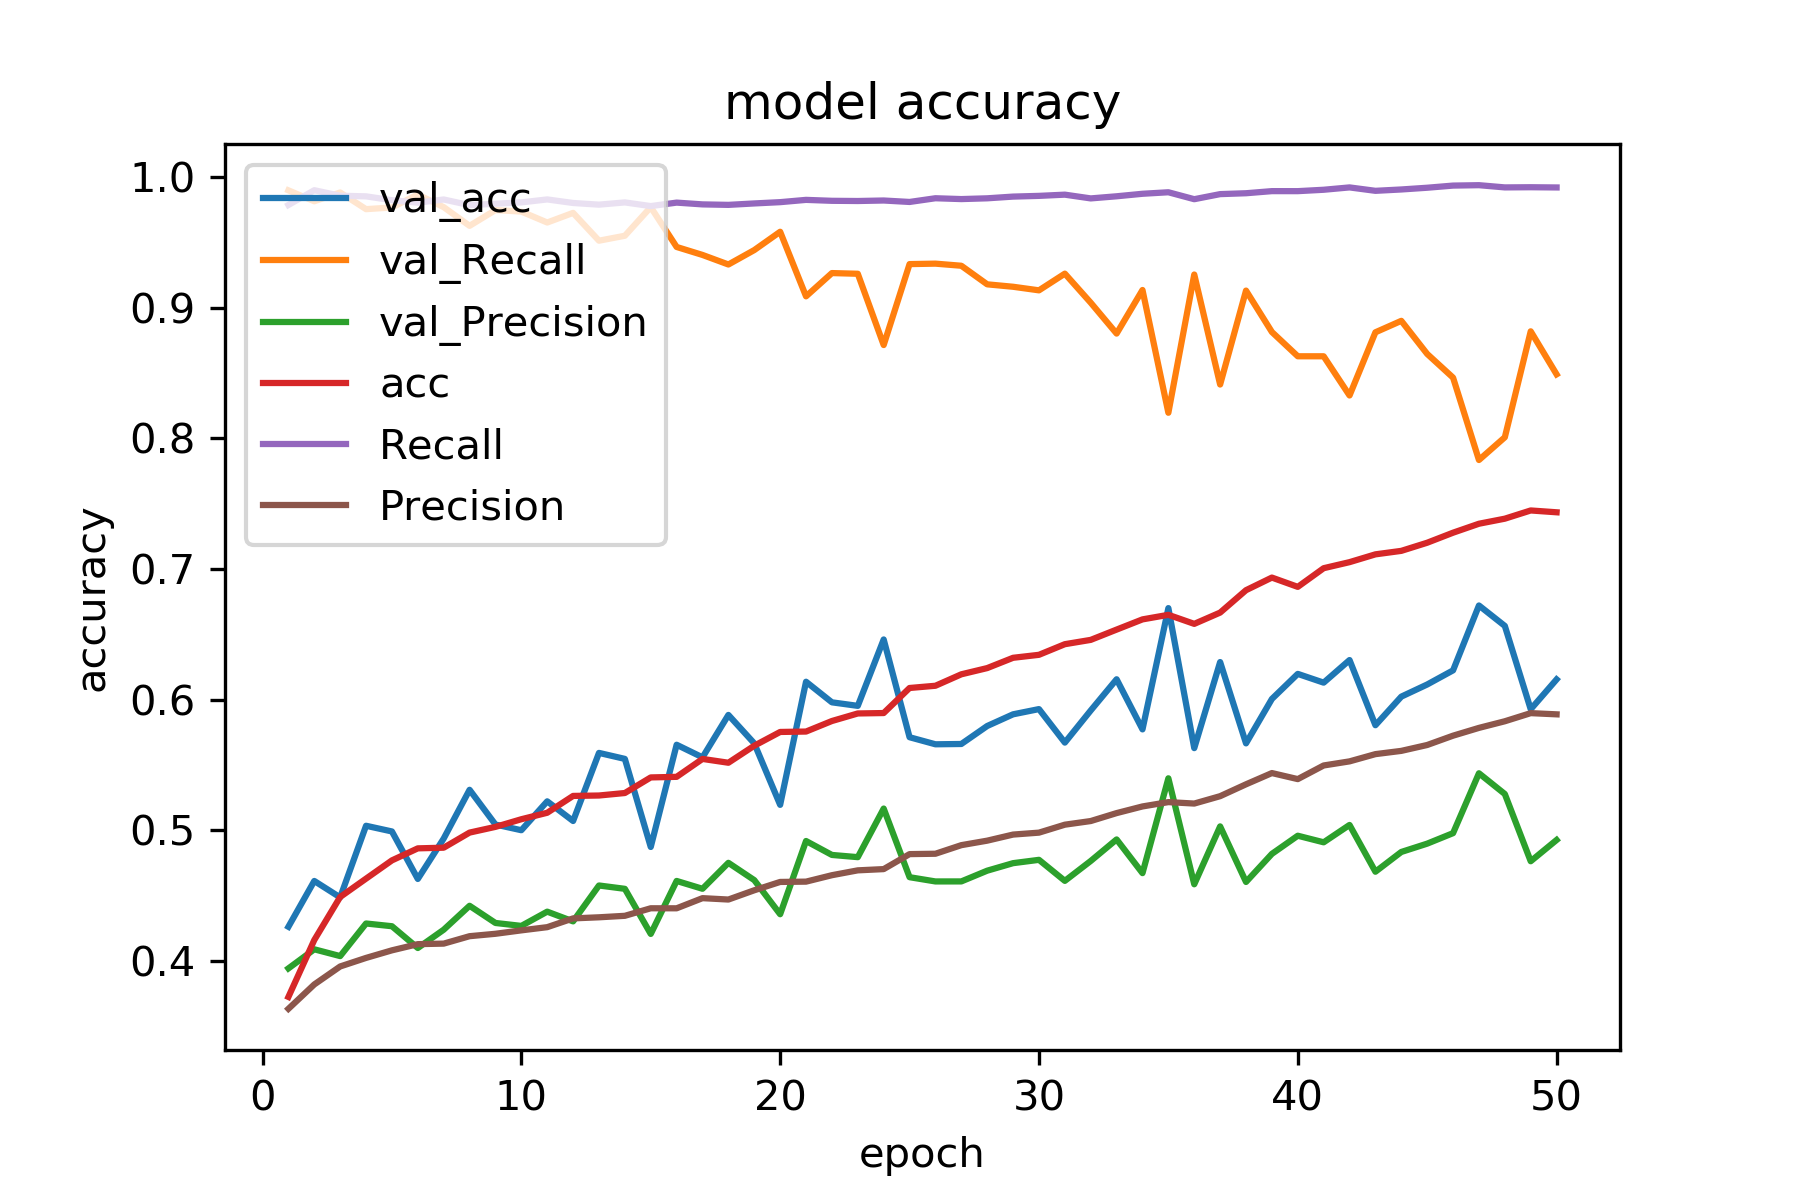 model accuracy
1.0
0.9
0.8
0.7
0.6
0.5
0.4
accuracy
val_acc
val_Recall
val_Precision
acc
Recall
Precision
0 10 20 30 40 50
epoch